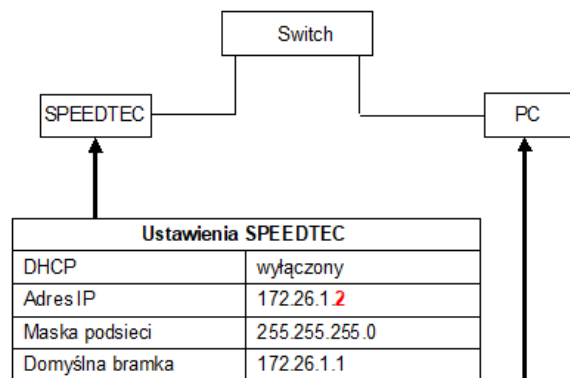 Switch
SPEEDTEC
PC
Ustawienia SPEEDTEC
DHCP wyłączony
Adres IP 172.26.1.2
Maska podsieci 255.255.255.0
Domyślna bramka 172.26.1.1